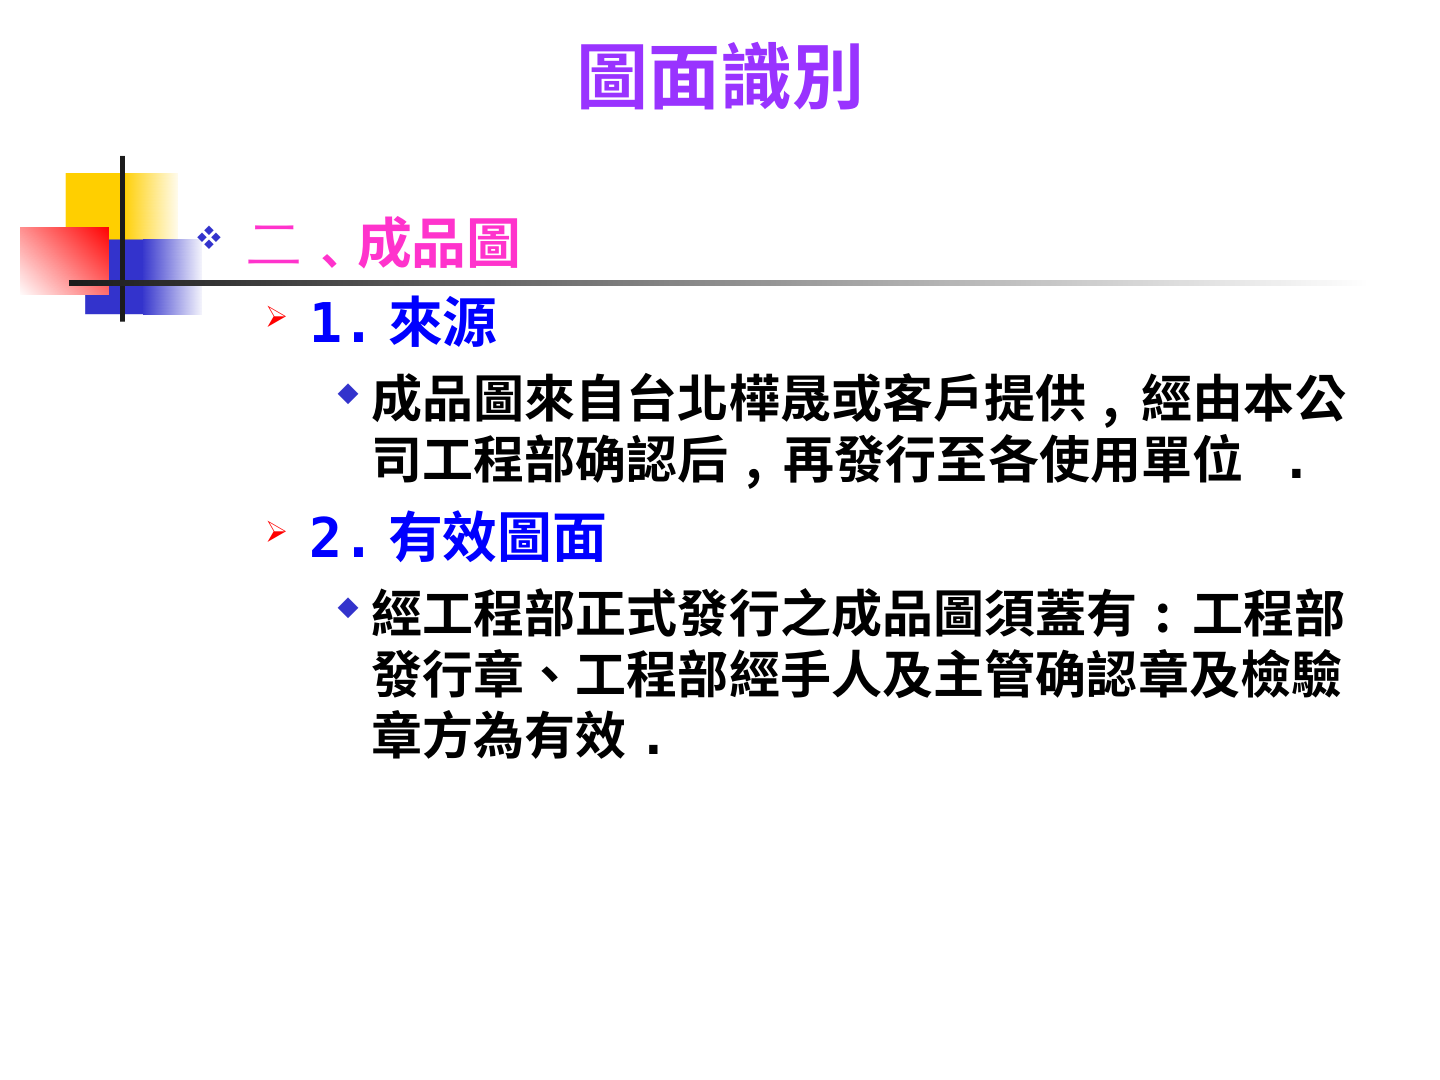 圖面識別
二﹑成品圖
1.來源
成品圖來自台北樺晟或客戶提供﹐經由本公
司工程部确認后﹐再發行至各使用單位 .
2.有效圖面
經工程部正式發行之成品圖須蓋有﹕工程部
發行章、工程部經手人及主管确認章及檢驗
章方為有效.